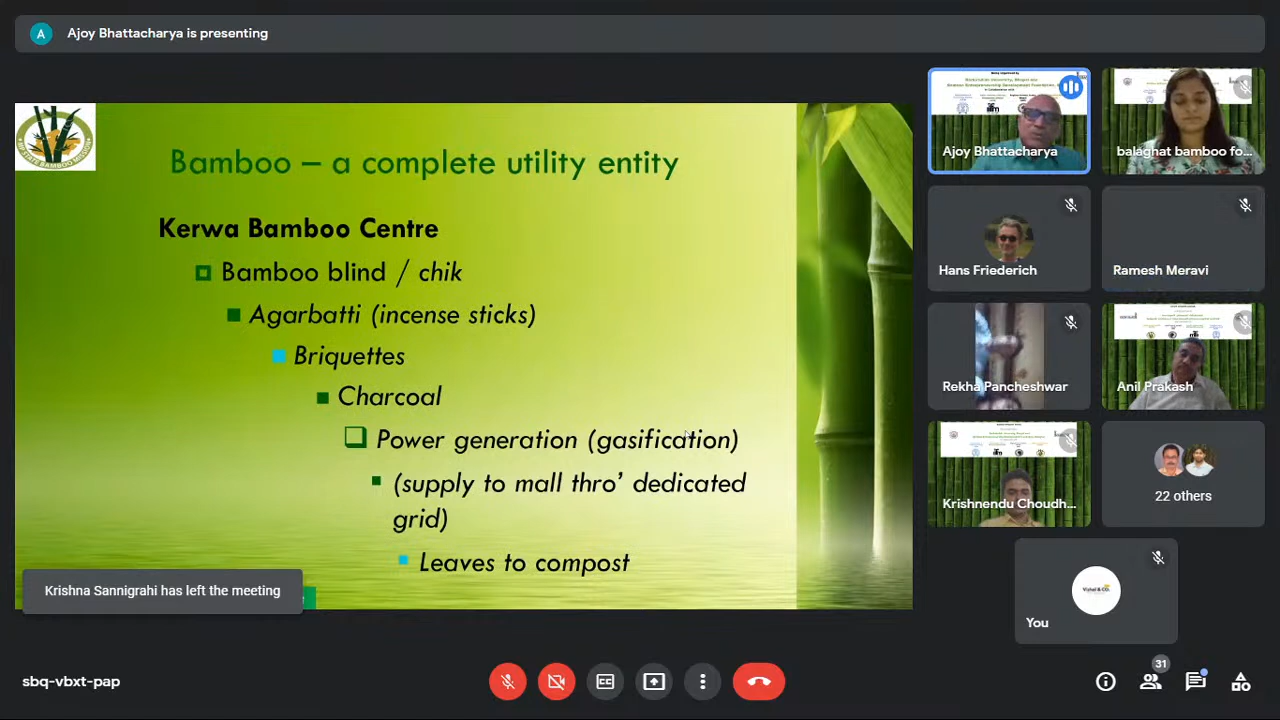 A
Ajoy Bhattacharya is presenting
Bamboo – a complete utility entity
Kerwa Bamboo Centre
Bamboo blind / chik
Agarbatti (incense sticks)
Briquettes
Charcoal
Power generation (gasification)
(supply to mall thro' dedicated
grid)
Leaves to compost
Krishna Sannigrahi has left the meeting
Ajoy Bhattacharya
balaghat bamboo fo...
Hans Friederich
Ramesh Meravi
Rekha Pancheshwar
Anil Prakash
Krishnendu Choudh...
22 others
You
sbq-vbxt-pap
CC
31